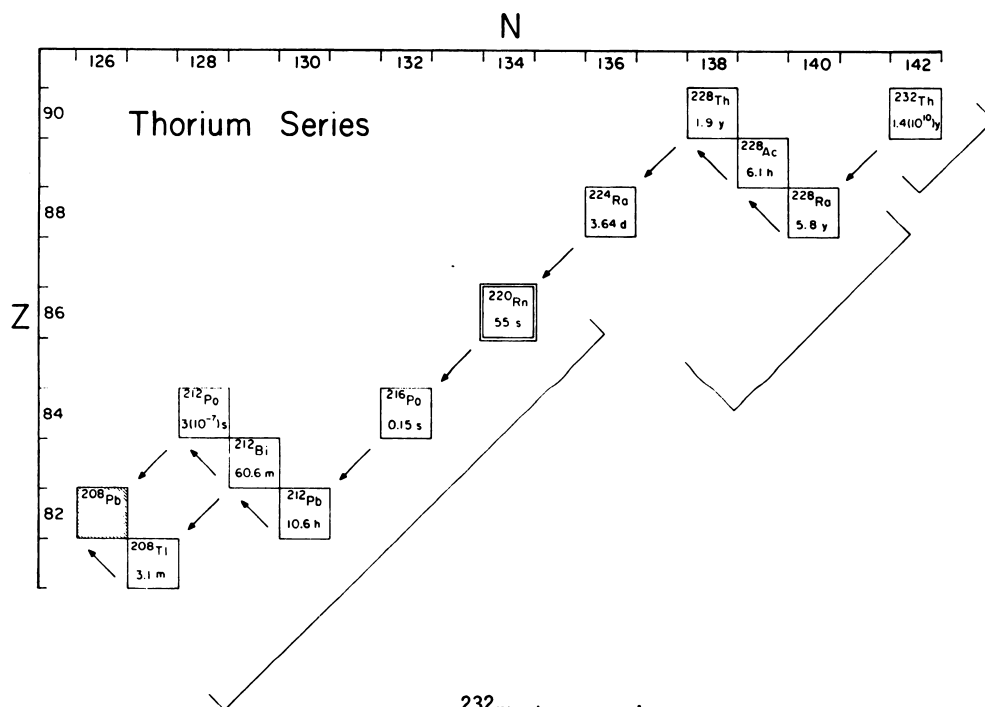 N
126 128 130 132 134 136 138 140 142
Z
90
88
86
84
82
Thorium Series
²³²Th
1.4(10¹⁰)y
²²⁸Th
1.9 y
²²⁸Ac
6.1 h
²²⁸Ra
5.8 y
²²⁴Ra
3.64 d
²²⁰Rn
55 s
²¹⁶Po
0.15 s
²¹²Po
3(10⁻⁷)s
²¹²Bi
60.6 m
²¹²Pb
10.6 h
²⁰⁸Pb
²⁰⁸Tl
3.1 m
232